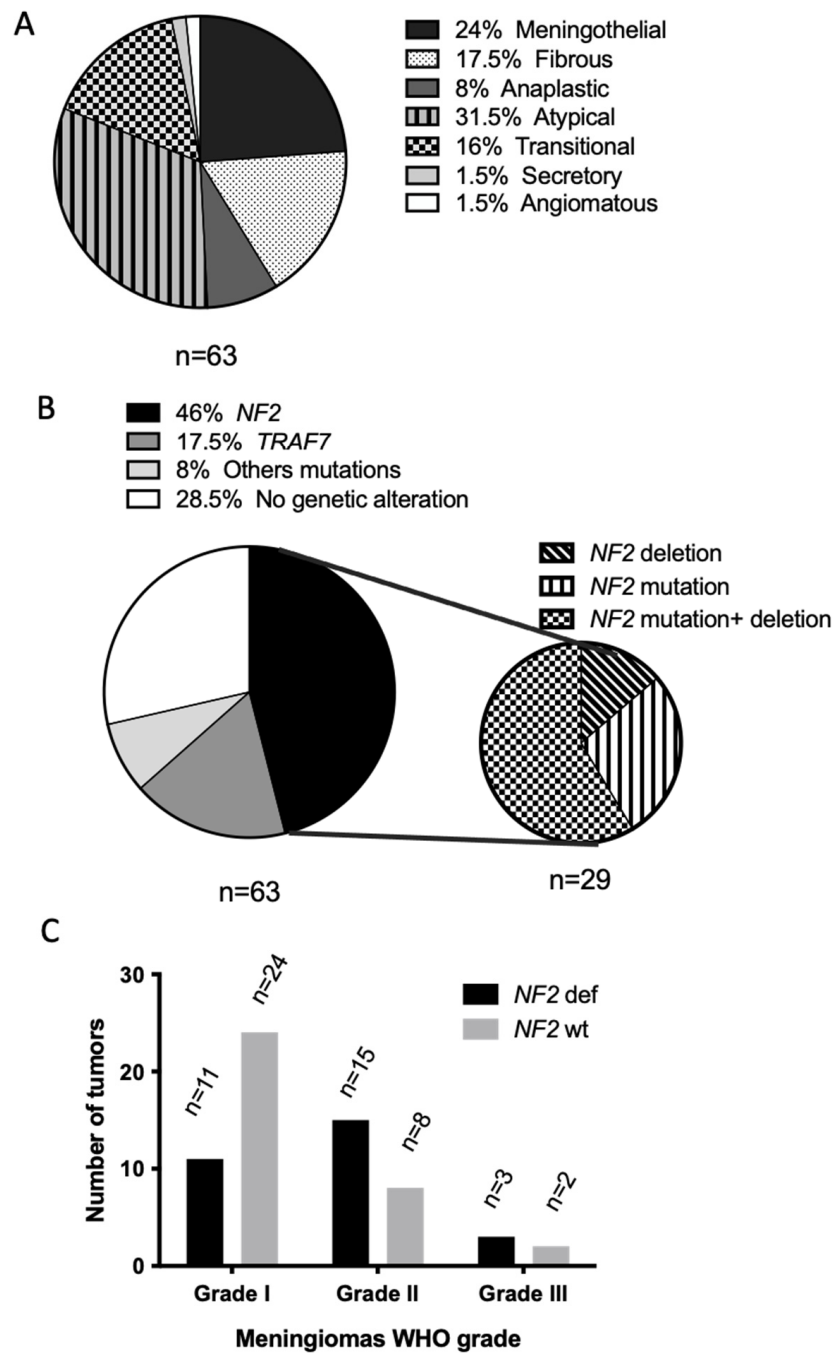 A
24% Meningothelial
17.5% Fibrous
8% Anaplastic
31.5% Atypical
16% Transitional
1.5% Secretory
1.5% Angiomatous
n=63
B
46% NF2
17.5% TRAF7
8% Others mutations
28.5% No genetic alteration
NF2 deletion
NF2 mutation
NF2 mutation+ deletion
n=63
n=29
C
Number of tumors
30
20
10
0
n=11
n=24
n=15
n=8
n=3
n=2
NF2 def
NF2 wt
Grade I
Grade II
Grade III
Meningiomas WHO grade